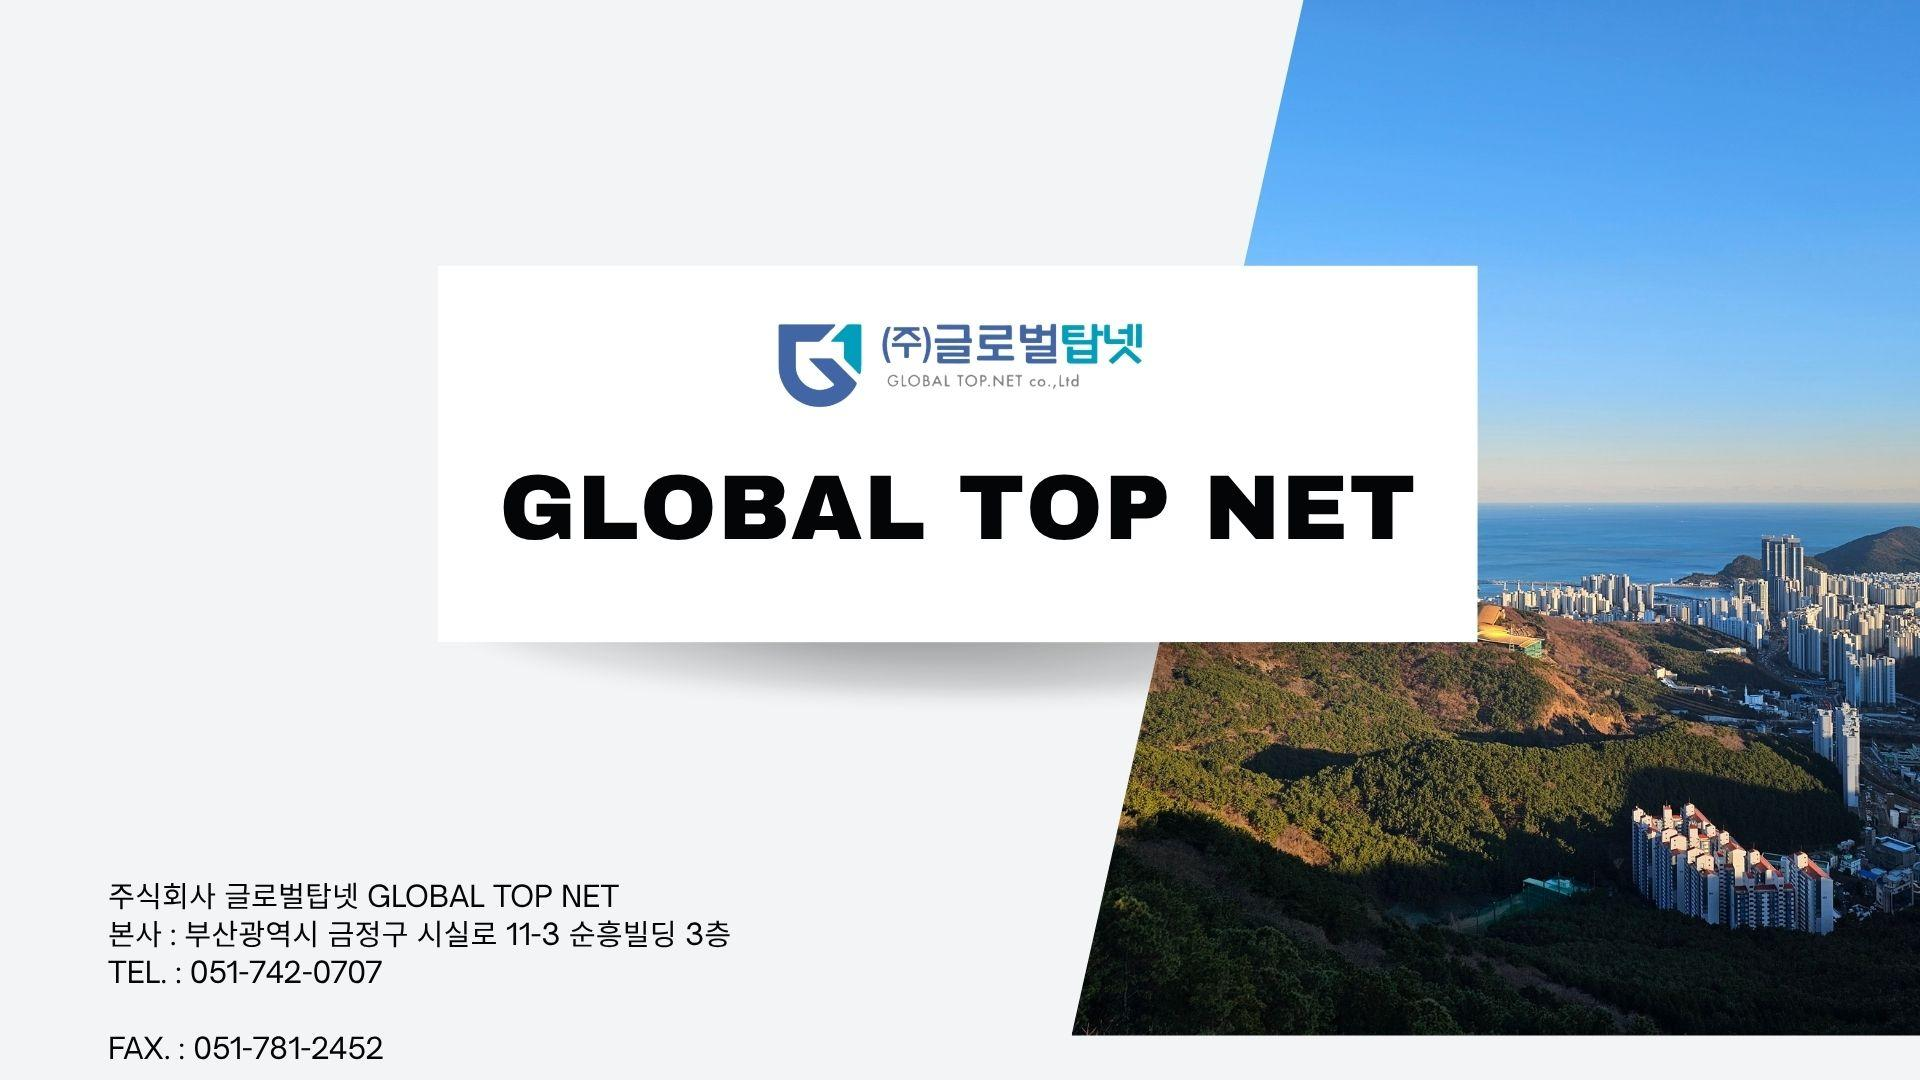 (주)글로벌탑넷
GLOBAL TOP.NET co.,Ltd
GLOBAL TOP NET
주식회사 글로벌탑넷 GLOBAL TOP NET
본사 : 부산광역시 금정구 시실로 11-3 순흥빌딩 3층
TEL. : 051-742-0707
FAX. : 051-781-2452